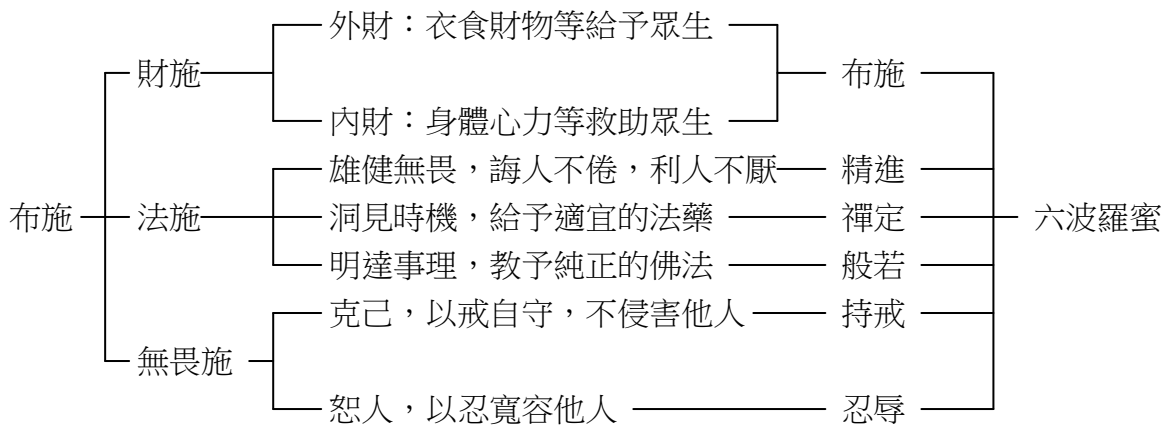 外財：衣食財物等給予眾生
財施 布施
內財：身體心力等救助眾生
雄健無畏，誨人不倦，利人不厭 精進
布施 法施 洞見時機，給予適宜的法藥 禪定 六波羅蜜
明達事理，教予純正的佛法 般若
克己，以戒自守，不侵害他人 持戒
無畏施
恕人，以忍寬容他人 忍辱